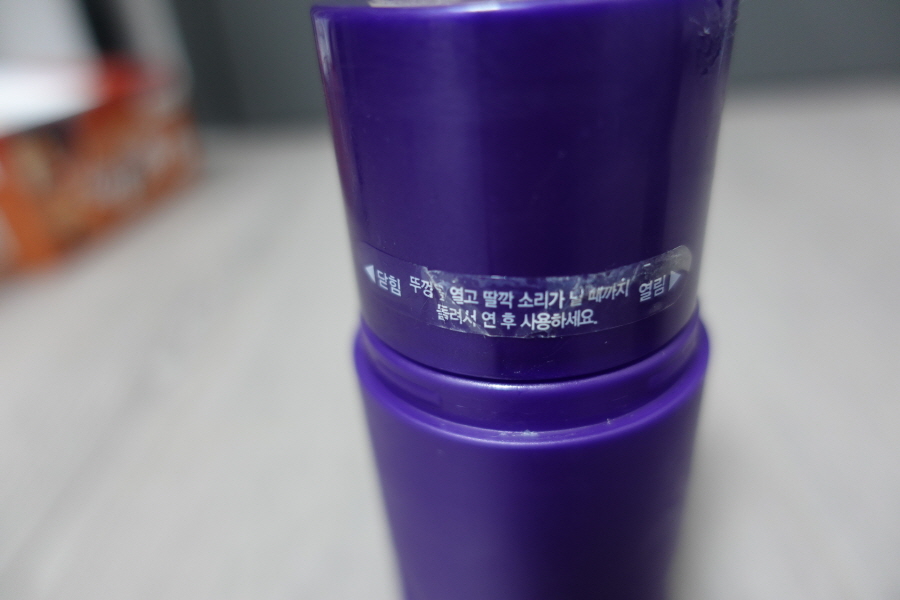 ◀닫힘 뚜껑을 열고 딸깍 소리가 날 때까지 열림▶
돌려서 연 후 사용하세요.